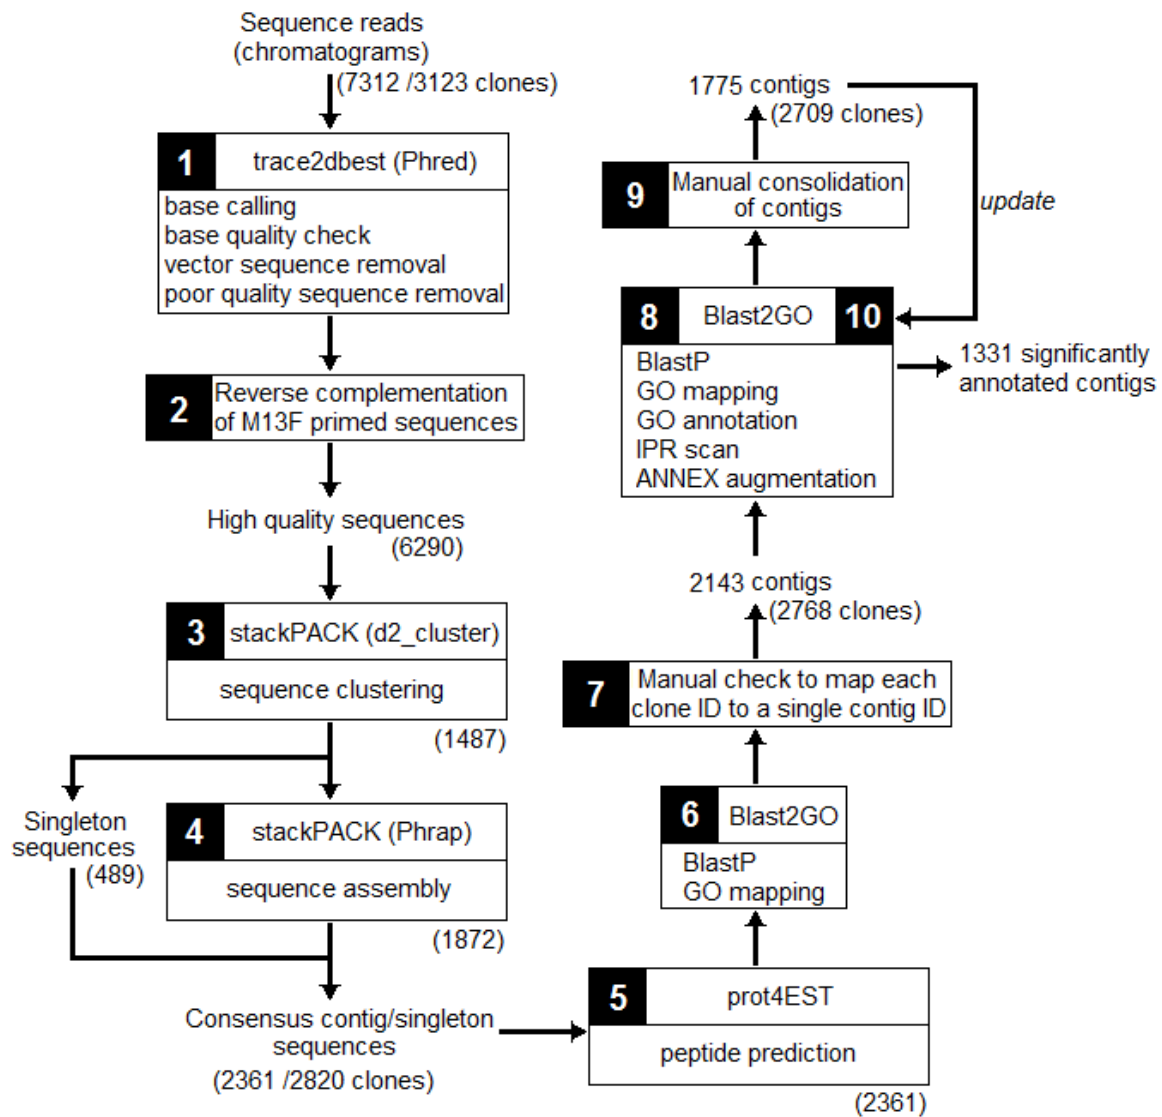 Sequence reads
(chromatograms)
(7312 /3123 clones)
1 trace2dbest (Phred)
base calling
base quality check
vector sequence removal
poor quality sequence removal
2 Reverse complementation
of M13F primed sequences
High quality sequences
(6290)
3 stackPACK (d2_cluster)
sequence clustering
(1487)
Singleton
sequences
(489)
4 stackPACK (Phrap)
sequence assembly
(1872)
Consensus contig/singleton
sequences
(2361 /2820 clones)
5 prot4EST
peptide prediction
(2361)
6 Blast2GO
BlastP
GO mapping
7 Manual check to map each
clone ID to a single contig ID
2143 contigs
(2768 clones)
8 Blast2GO 10
BlastP
GO mapping
GO annotation
IPR scan
ANNEX augmentation
1331 significantly
annotated contigs
9 Manual consolidation
of contigs
1775 contigs
(2709 clones)
update